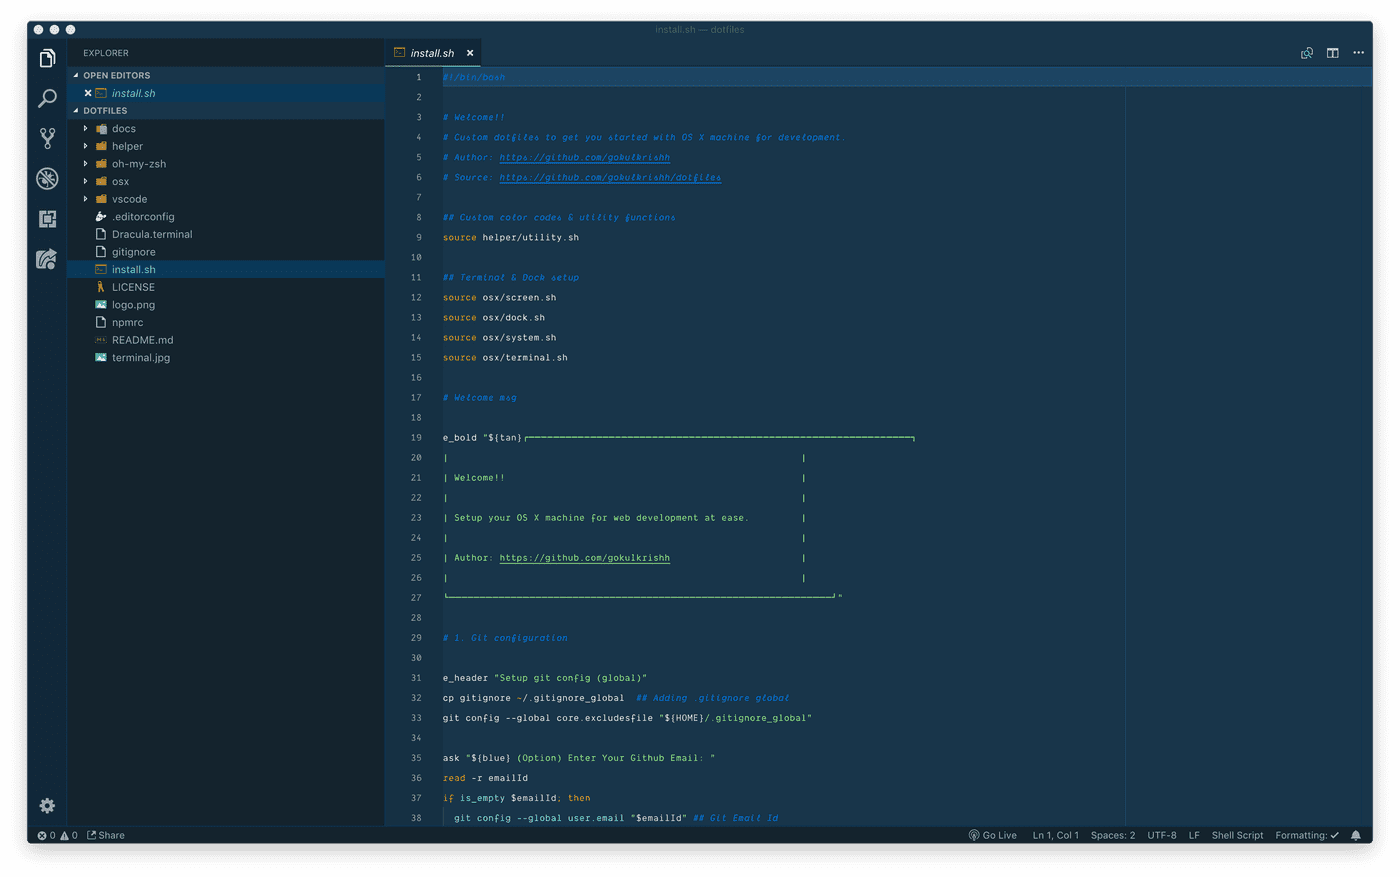 install.sh — dotfiles
EXPLORER
OPEN EDITORS
install.sh
DOTFILES
docs
helper
oh-my-zsh
osx
vscode
.editorconfig
Dracula.terminal
gitignore
install.sh
LICENSE
logo.png
npmrc
README.md
terminal.jpg
install.sh
1 #!/bin/bash
2
3 # Welcome!!
4 # Custom dotfiles to get you started with OS X machine for development.
5 # Author: https://github.com/gokulkrishh
6 # Source: https://github.com/gokulkrishh/dotfiles
7
8 ## Custom color codes & utility functions
9 source helper/utility.sh
10
11 ## Terminal & Dock setup
12 source osx/screen.sh
13 source osx/dock.sh
14 source osx/system.sh
15 source osx/terminal.sh
16
17 # Welcome msg
18
19 e_bold "${tan}┌─────────────────────────────────────────────────────────────┐
20 | |
21 | Welcome!! |
22 | |
23 | Setup your OS X machine for web development at ease. |
24 | |
25 | Author: https://github.com/gokulkrishh |
26 | |
27 └─────────────────────────────────────────────────────────────┘"
28
29 # 1. Git configuration
30
31 e_header "Setup git config (global)"
32 cp gitignore ~/.gitignore_global  ## Adding .gitignore global
33 git config --global core.excludesfile "${HOME}/.gitignore_global"
34
35 ask "${blue} (Option) Enter Your Github Email: "
36 read -r emailId
37 if is_empty $emailId; then
38   git config --global user.email "$emailId" ## Git Email Id
0 0 Share
Go Live Ln 1, Col 1 Spaces: 2 UTF-8 LF Shell Script Formatting: ✓